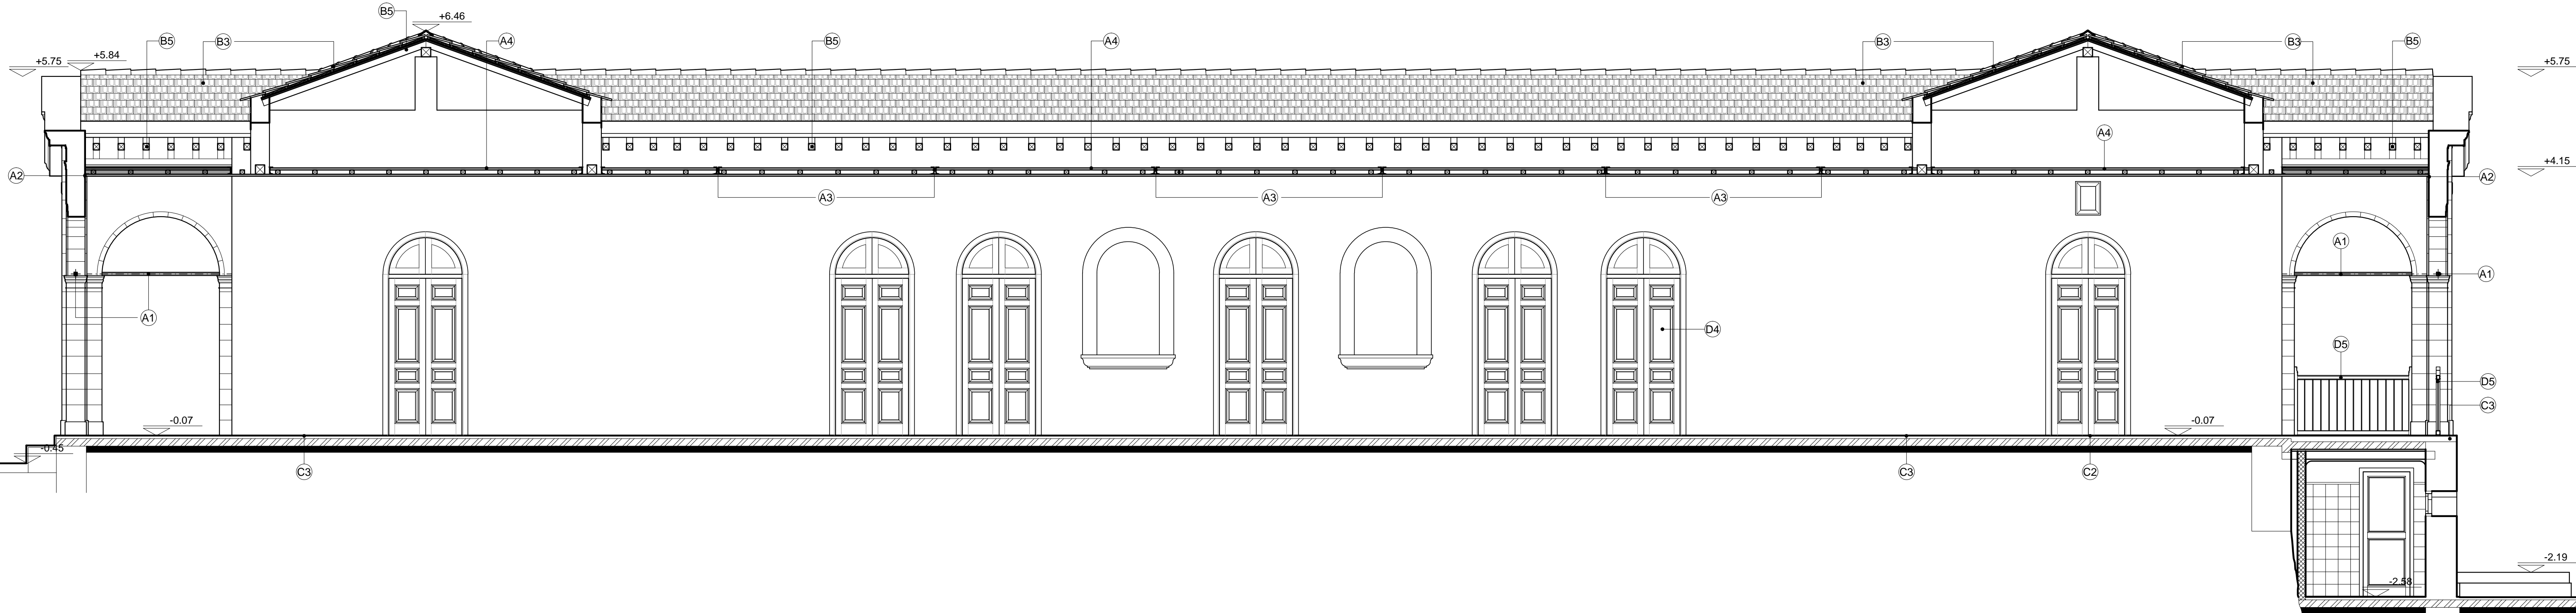 B5
+6.46
B5
B3
A4
B5
A4
B3
B3
B5
+5.75
+5.84
+5.75
A4
+4.15
A2
A2
A3
A3
A3
A1
A1
A1
D4
D5
D5
C3
-0.07
-0.07
-0.45
C3
C3
C2
-2.19
-2.58